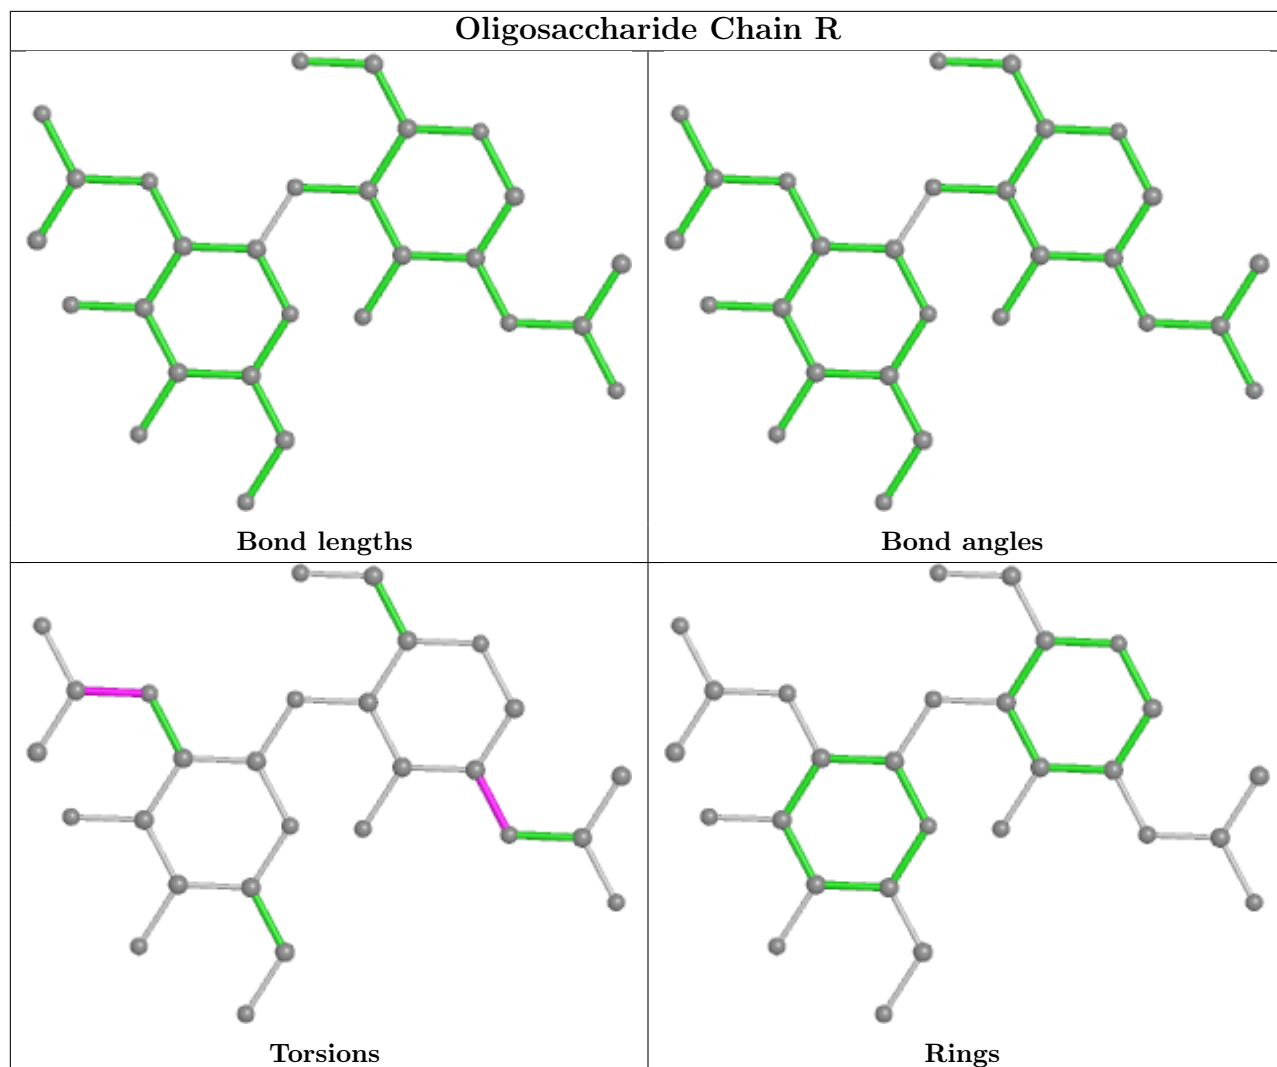 Oligosaccharide Chain R
Bond lengths
Bond angles
Torsions
Rings